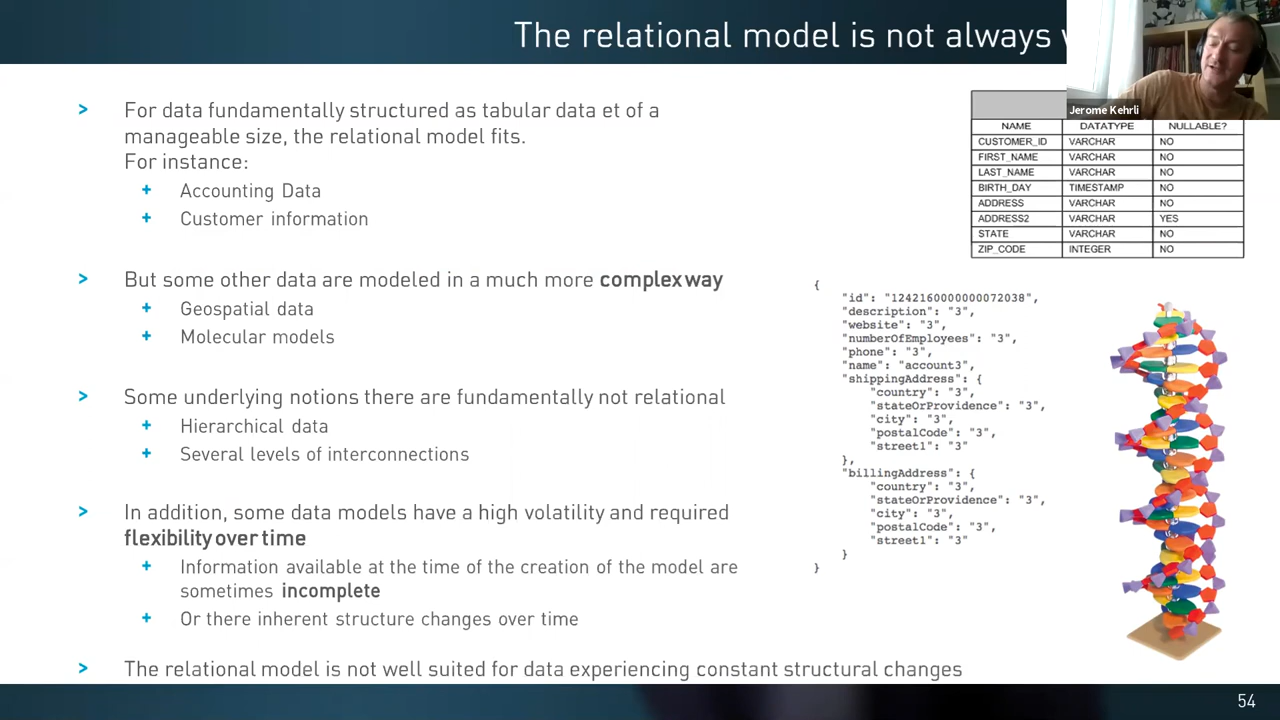 The relational model is not always
Jerome Kehrli
> For data fundamentally structured as tabular data et of a
manageable size, the relational model fits.
For instance:
+ Accounting Data
+ Customer information
> But some other data are modeled in a much more complex way
+ Geospatial data
+ Molecular models
> Some underlying notions there are fundamentally not relational
+ Hierarchical data
+ Several levels of interconnections
> In addition, some data models have a high volatility and required
flexibility over time
+ Information available at the time of the creation of the model are
sometimes incomplete
+ Or there inherent structure changes over time
> The relational model is not well suited for data experiencing constant structural changes
NAME DATATYPE NULLABLE?
CUSTOMER_ID VARCHAR NO
FIRST_NAME VARCHAR NO
LAST_NAME VARCHAR NO
BIRTH_DAY TIMESTAMP NO
ADDRESS VARCHAR NO
ADDRESS2 VARCHAR YES
STATE VARCHAR NO
ZIP_CODE INTEGER NO
{
"id": "1242160000000072038",
"description": "3",
"website": "3",
"numberOfEmployees": "3",
"phone": "3",
"name": "account3",
"shippingAddress": {
"country": "3",
"stateOrProvidence": "3",
"city": "3",
"postalCode": "3",
"street1": "3"
},
"billingAddress": {
"country": "3",
"stateOrProvidence": "3",
"city": "3",
"postalCode": "3",
"street1": "3"
}
}
54